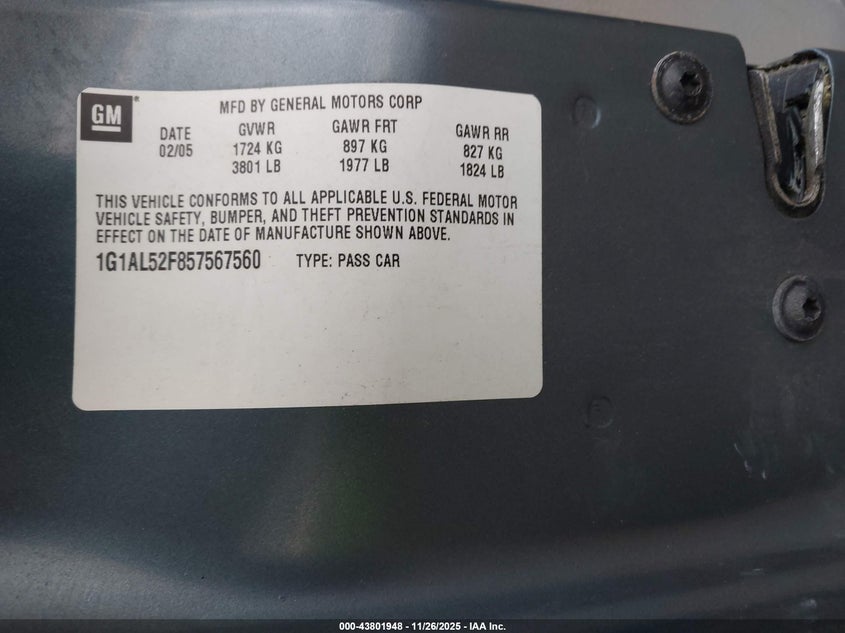 GM
MFD BY GENERAL MOTORS CORP
DATE GVWR GAWR FRT GAWR RR
02/05 1724 KG 897 KG 827 KG
3801 LB 1977 LB 1824 LB
THIS VEHICLE CONFORMS TO ALL APPLICABLE U.S. FEDERAL MOTOR
VEHICLE SAFETY, BUMPER, AND THEFT PREVENTION STANDARDS IN
EFFECT ON THE DATE OF MANUFACTURE SHOWN ABOVE.
1G1AL52F857567560 TYPE: PASS CAR
000-43801948 - 11/26/2025 - IAA Inc.